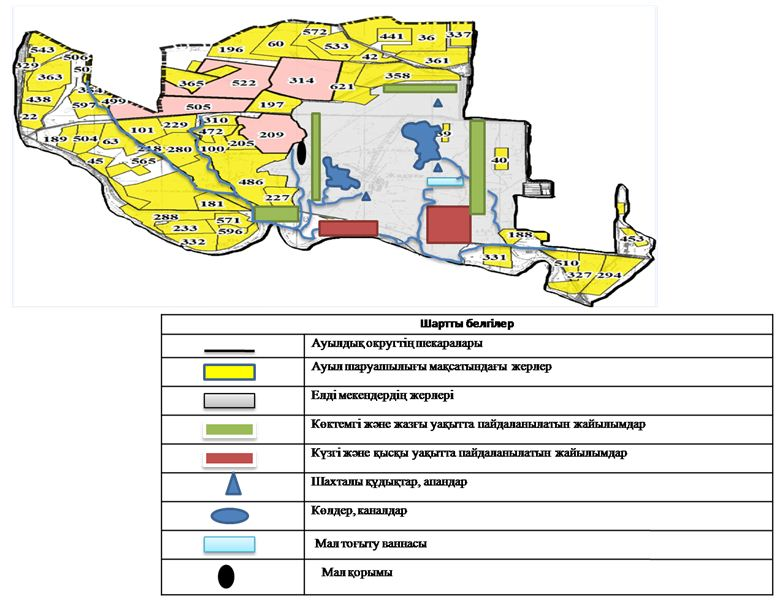 572
441 36 337
196 60 533
543 42
506 361
329 50
363 358
365 522 314
354 621
438 597 499 505 197
22 310
229
101 472 209 39
189 504 63 205
218 280 100 40
45 565
486
181 227
288 571 188
233 596 453
332 331 510
327 294
Шартты белгілер
Ауылдық округтің шекаралары
Ауыл шаруашылығы мақсатындағы жерлер
Елді мекендердің жерлері
Көктемгі және жазғы уақытта пайдаланылатын жайылымдар
Күзгі және қысқы уақытта пайдаланылатын жайылымдар
Шахталы құдықтар, апандар
Көлдер, каналдар
Мал тоғыту ваннасы
Мал қорымы